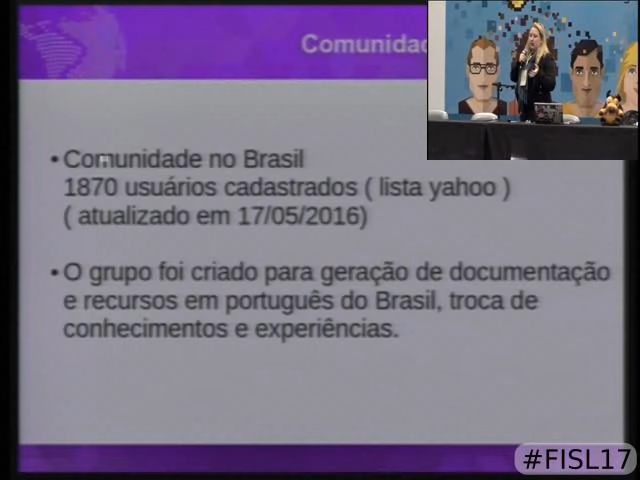 • Comunidade no Brasil
1870 usuários cadastrados ( lista yahoo )
( atualizado em 17/05/2016)
• O grupo foi criado para geração de documentação
e recursos em português do Brasil, troca de
conhecimentos e experiências.
#FISL17